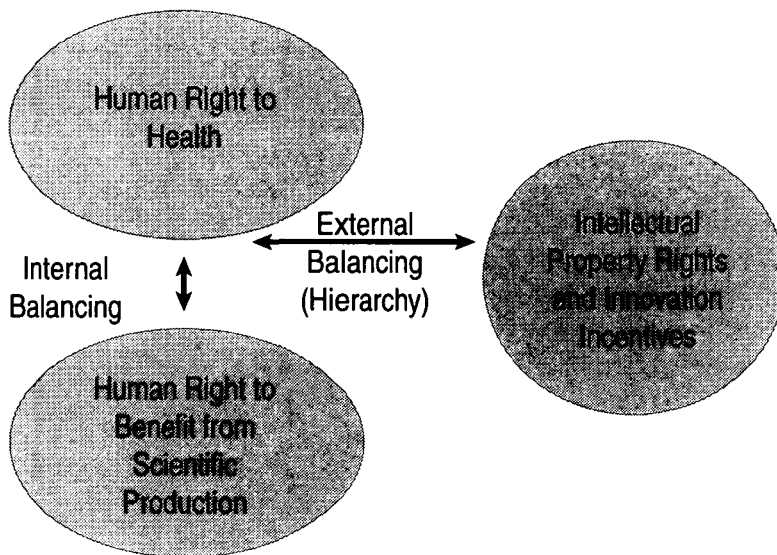 Human Right to
Health
Internal
Balancing
External
Balancing
(Hierarchy)
Intellectual
Property Rights
and Innovation
Incentives
Human Right to
Benefit from
Scientific
Production